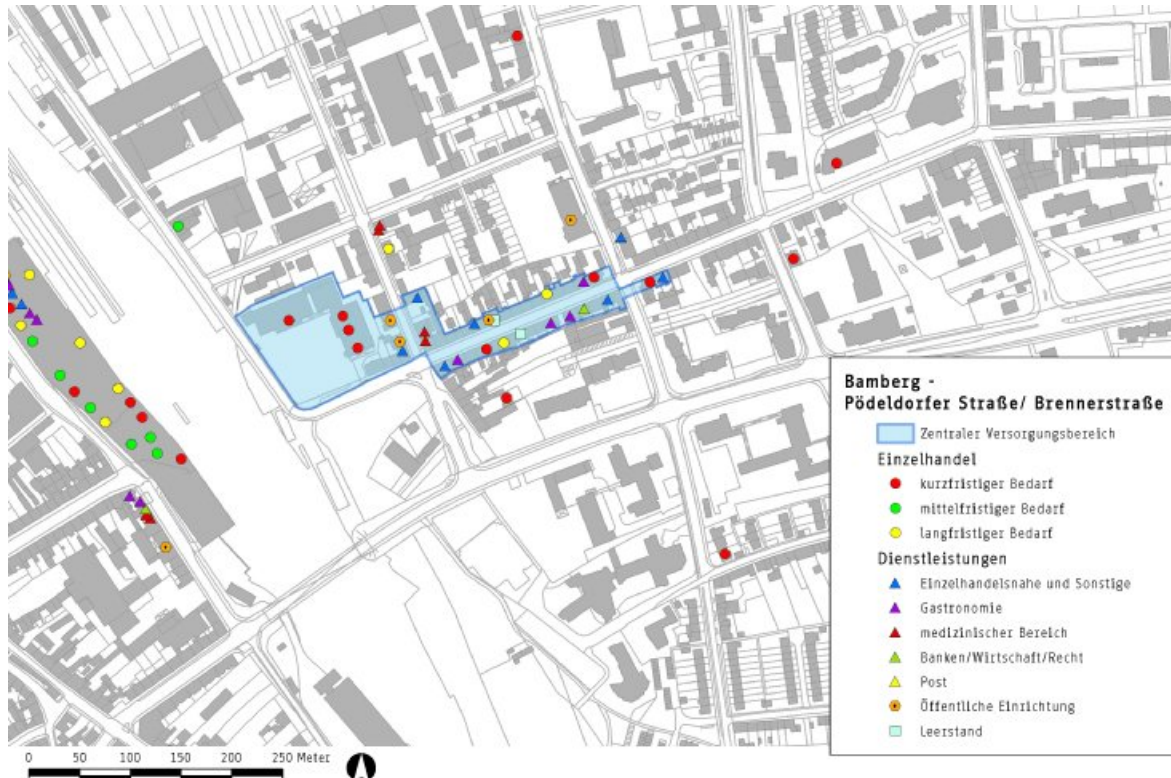 Bamberg -
Pödeldorfer Straße/ Brennerstraße
Zentraler Versorgungsbereich
Einzelhandel
kurzfristiger Bedarf
mittelfristiger Bedarf
langfristiger Bedarf
Dienstleistungen
Einzelhandelsnahe und Sonstige
Gastronomie
medizinischer Bereich
Banken/Wirtschaft/Recht
Post
Öffentliche Einrichtung
Leerstand
0 50 100 150 200 250 Meter